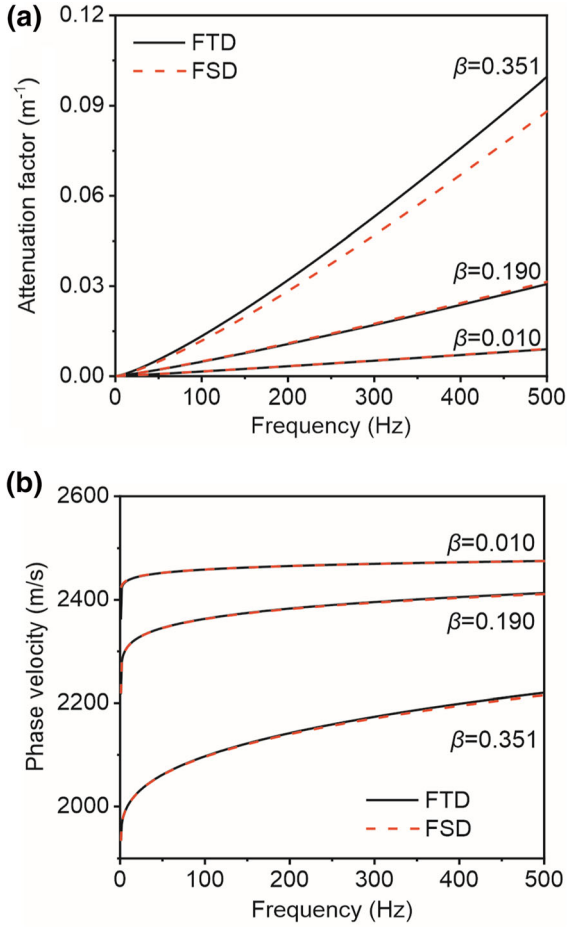 (a)
0.12
FTD
FSD
β=0.351
0.09
Attenuation factor (m⁻¹)
0.06
β=0.190
0.03
β=0.010
0.00
0 100 200 300 400 500
Frequency (Hz)
(b)
2600
β=0.010
2400
β=0.190
Phase velocity (m/s)
2200
β=0.351
2000
FTD
FSD
0 100 200 300 400 500
Frequency (Hz)